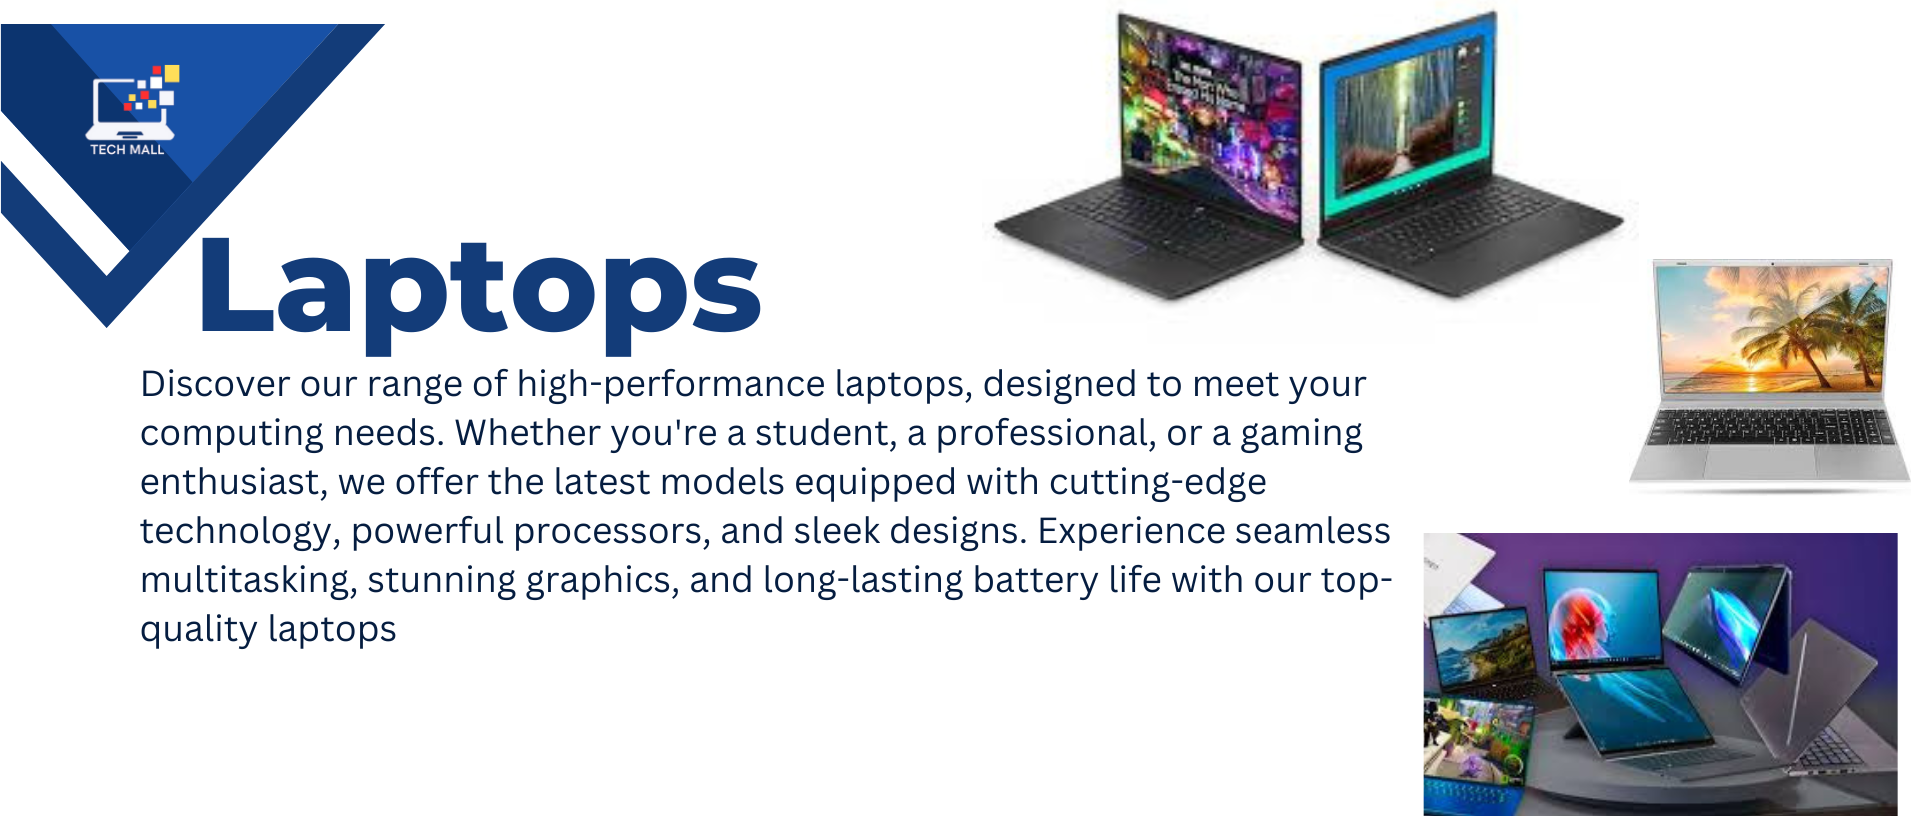 TECH MALL
Laptops
Discover our range of high-performance laptops, designed to meet your
computing needs. Whether you're a student, a professional, or a gaming
enthusiast, we offer the latest models equipped with cutting-edge
technology, powerful processors, and sleek designs. Experience seamless
multitasking, stunning graphics, and long-lasting battery life with our top-
quality laptops